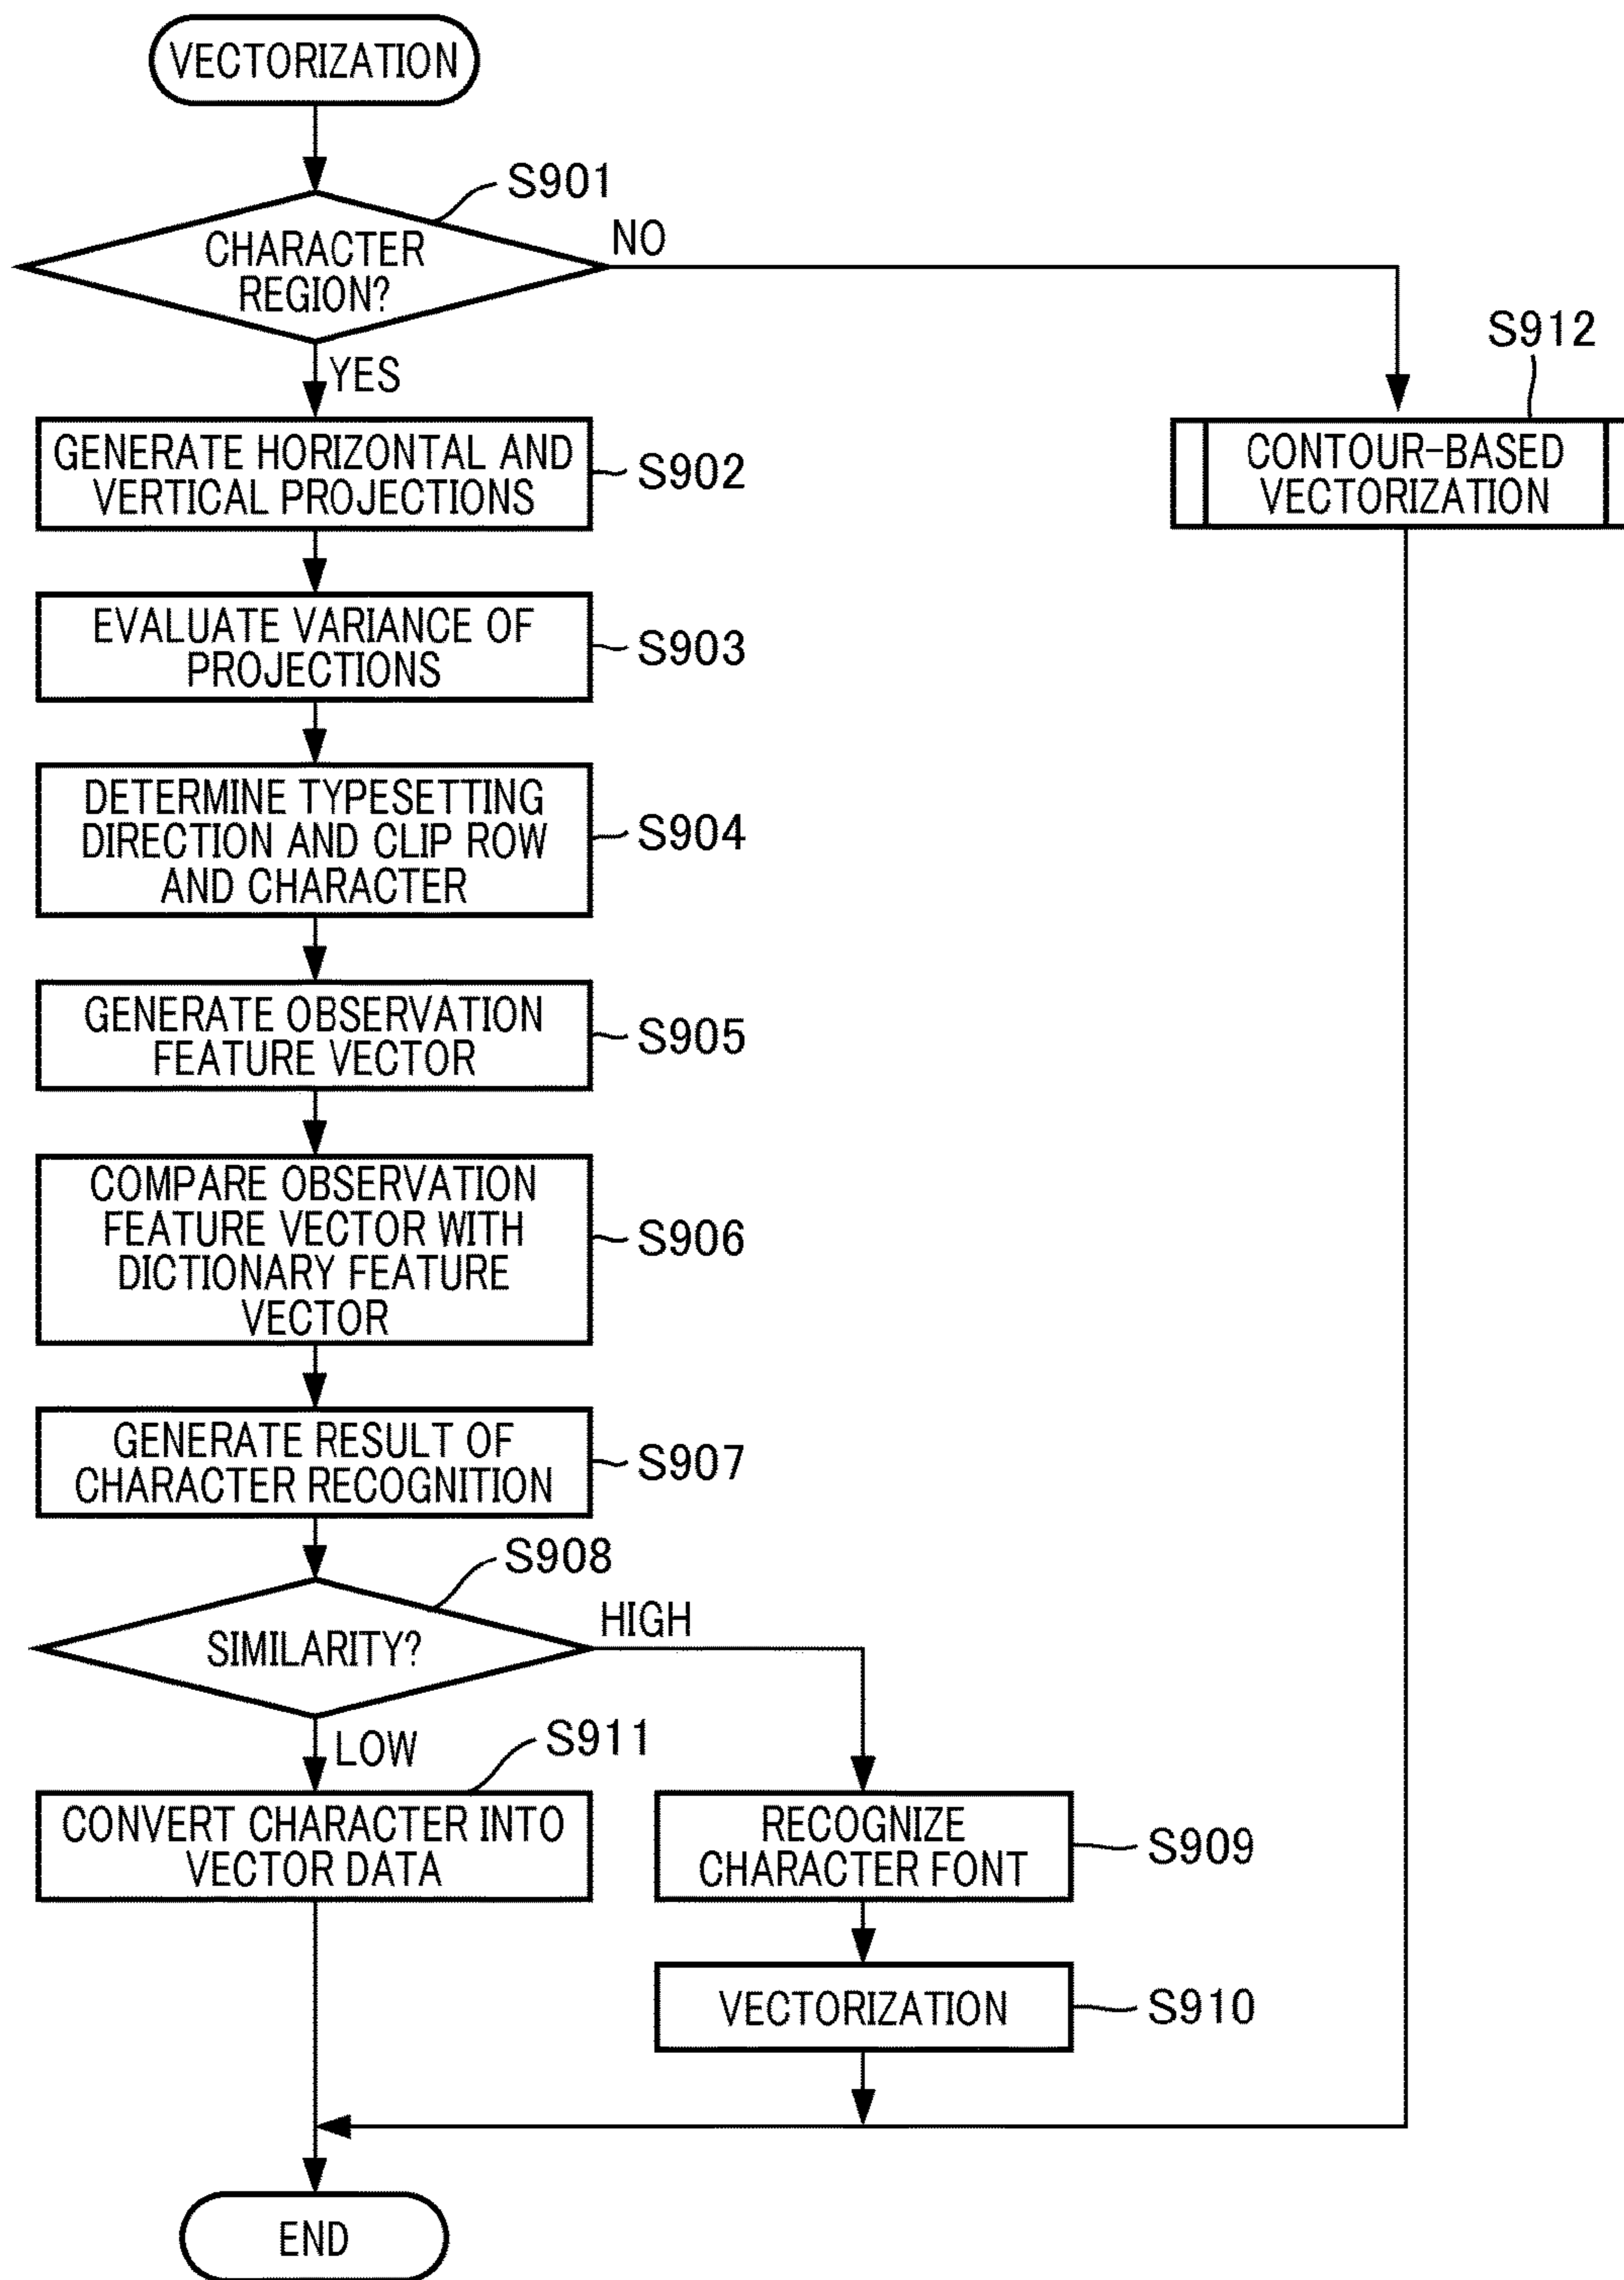 VECTORIZATION
S901
CHARACTER
REGION?
NO
YES
S912
CONTOUR-BASED
VECTORIZATION
GENERATE HORIZONTAL AND
VERTICAL PROJECTIONS
S902
EVALUATE VARIANCE OF
PROJECTIONS
S903
DETERMINE TYPESETTING
DIRECTION AND CLIP ROW
AND CHARACTER
S904
GENERATE OBSERVATION
FEATURE VECTOR
S905
COMPARE OBSERVATION
FEATURE VECTOR WITH
DICTIONARY FEATURE
VECTOR
S906
GENERATE RESULT OF
CHARACTER RECOGNITION
S907
S908
SIMILARITY?
HIGH
LOW
S911
CONVERT CHARACTER INTO
VECTOR DATA
RECOGNIZE
CHARACTER FONT
S909
VECTORIZATION
S910
END